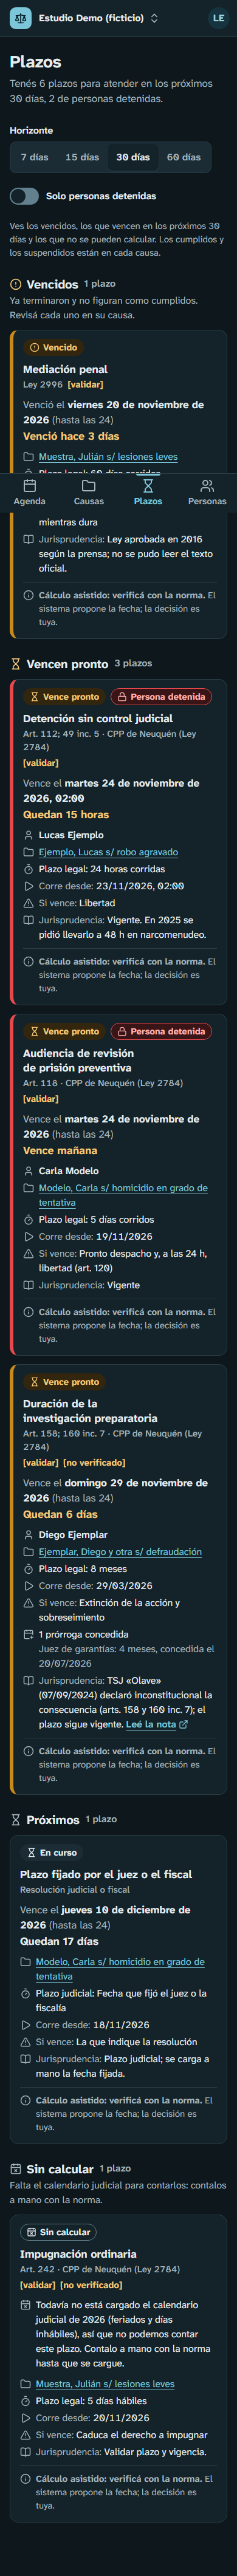 Estudio Demo (ficticio)
LE
Plazos
Tenés 6 plazos para atender en los próximos
30 días, 2 de personas detenidas.
Horizonte
7 días
15 días
30 días
60 días
Solo personas detenidas
Ves los vencidos, los que vencen en los próximos 30
días y los que no se pueden calcular. Los cumplidos y
los suspendidos están en cada causa.
Vencidos 1 plazo
Ya terminaron y no figuran como cumplidos.
Revisá cada uno en su causa.
Vencido
Mediación penal
Ley 2996 [validar]
Venció el viernes 20 de noviembre de
2026 (hasta las 24)
Venció hace 3 días
Muestra, Julián s/ lesiones leves
Plazo legal: 60 días corridos
Agenda
Causas
Plazos
Personas
mientras dura
Jurisprudencia: Ley aprobada en 2016
según la prensa; no se pudo leer el texto
oficial.
Cálculo asistido: verificá con la norma. El
sistema propone la fecha; la decisión es
tuya.
Vencen pronto 3 plazos
Vence pronto
Persona detenida
Detención sin control judicial
Art. 112; 49 inc. 5 · CPP de Neuquén (Ley
2784)
[validar]
Vence el martes 24 de noviembre de
2026, 02:00
Quedan 15 horas
Lucas Ejemplo
Ejemplo, Lucas s/ robo agravado
Plazo legal: 24 horas corridas
Corre desde: 23/11/2026, 02:00
Si vence: Libertad
Jurisprudencia: Vigente. En 2025 se
pidió llevarlo a 48 h en narcomenudeo.
Cálculo asistido: verificá con la norma. El
sistema propone la fecha; la decisión es
tuya.
Vence pronto
Persona detenida
Audiencia de revisión
de prisión preventiva
Art. 118 · CPP de Neuquén (Ley 2784)
[validar]
Vence el martes 24 de noviembre de
2026 (hasta las 24)
Vence mañana
Carla Modelo
Modelo, Carla s/ homicidio en grado de
tentativa
Plazo legal: 5 días corridos
Corre desde: 19/11/2026
Si vence: Pronto despacho y, a las 24 h,
libertad (art. 120)
Jurisprudencia: Vigente
Cálculo asistido: verificá con la norma. El
sistema propone la fecha; la decisión es
tuya.
Vence pronto
Duración de la
investigación preparatoria
Art. 158; 160 inc. 7 · CPP de Neuquén (Ley
2784)
[validar] [no verificado]
Vence el domingo 29 de noviembre de
2026 (hasta las 24)
Quedan 6 días
Diego Ejemplar
Ejemplar, Diego y otra s/ defraudación
Plazo legal: 8 meses
Corre desde: 29/03/2026
Si vence: Extinción de la acción y
sobreseimiento
1 prórroga concedida
Juez de garantías: 4 meses, concedida el
20/07/2026
Jurisprudencia: TSJ «Olave»
(07/09/2024) declaró inconstitucional la
consecuencia (arts. 158 y 160 inc. 7); el
plazo sigue vigente. Leé la nota
Cálculo asistido: verificá con la norma. El
sistema propone la fecha; la decisión es
tuya.
Próximos 1 plazo
En curso
Plazo fijado por el juez o el fiscal
Resolución judicial o fiscal
Vence el jueves 10 de diciembre de
2026 (hasta las 24)
Quedan 17 días
Modelo, Carla s/ homicidio en grado de
tentativa
Plazo judicial: Fecha que fijó el juez o la
fiscalía
Corre desde: 18/11/2026
Si vence: La que indique la resolución
Jurisprudencia: Plazo judicial; se carga a
mano la fecha fijada.
Cálculo asistido: verificá con la norma. El
sistema propone la fecha; la decisión es
tuya.
Sin calcular 1 plazo
Falta el calendario judicial para contarlos: contalos
a mano con la norma.
Sin calcular
Impugnación ordinaria
Art. 242 · CPP de Neuquén (Ley 2784)
[validar] [no verificado]
Todavía no está cargado el calendario
judicial de 2026 (feriados y días
inhábiles), así que no podemos contar
este plazo. Contalo a mano con la norma
hasta que se cargue.
Muestra, Julián s/ lesiones leves
Plazo legal: 5 días hábiles
Corre desde: 20/11/2026
Si vence: Caduca el derecho a impugnar
Jurisprudencia: Validar plazo y vigencia.
Cálculo asistido: verificá con la norma. El
sistema propone la fecha; la decisión es
tuya.